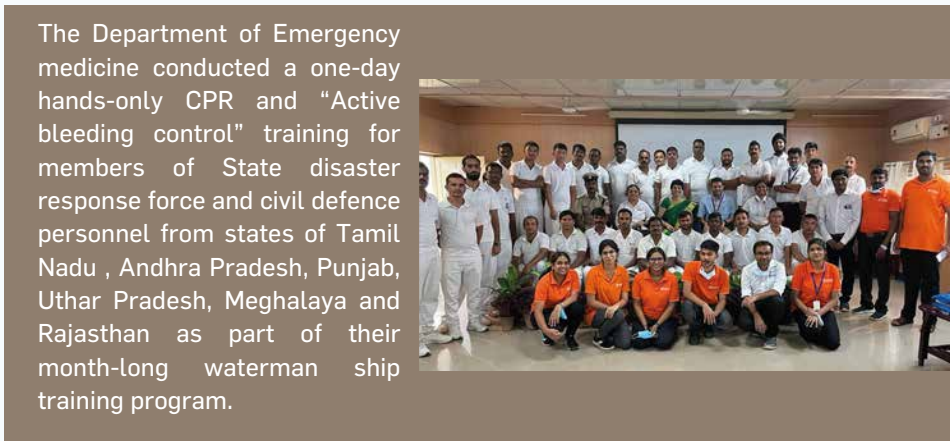 The Department of Emergency
medicine conducted a one-day
hands-only CPR and “Active
bleeding control” training for
members of State disaster
response force and civil defence
personnel from states of Tamil
Nadu , Andhra Pradesh, Punjab,
Uthar Pradesh, Meghalaya and
Rajasthan as part of their
month-long waterman ship
training program.